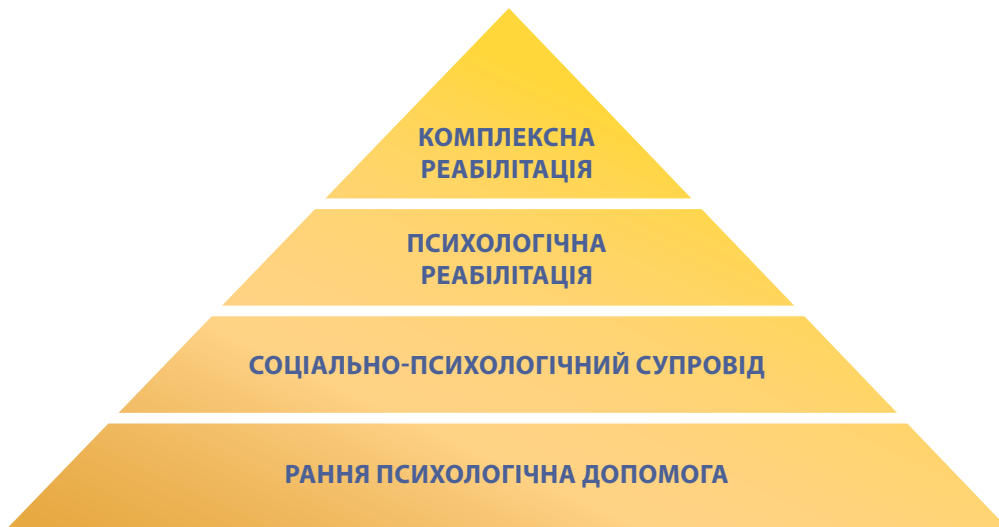 КОМПЛЕКСНА
РЕАБІЛІТАЦІЯ
ПСИХОЛОГІЧНА
РЕАБІЛІТАЦІЯ
СОЦІАЛЬНО-ПСИХОЛОГІЧНИЙ СУПРОВІД
РАННЯ ПСИХОЛОГІЧНА ДОПОМОГА